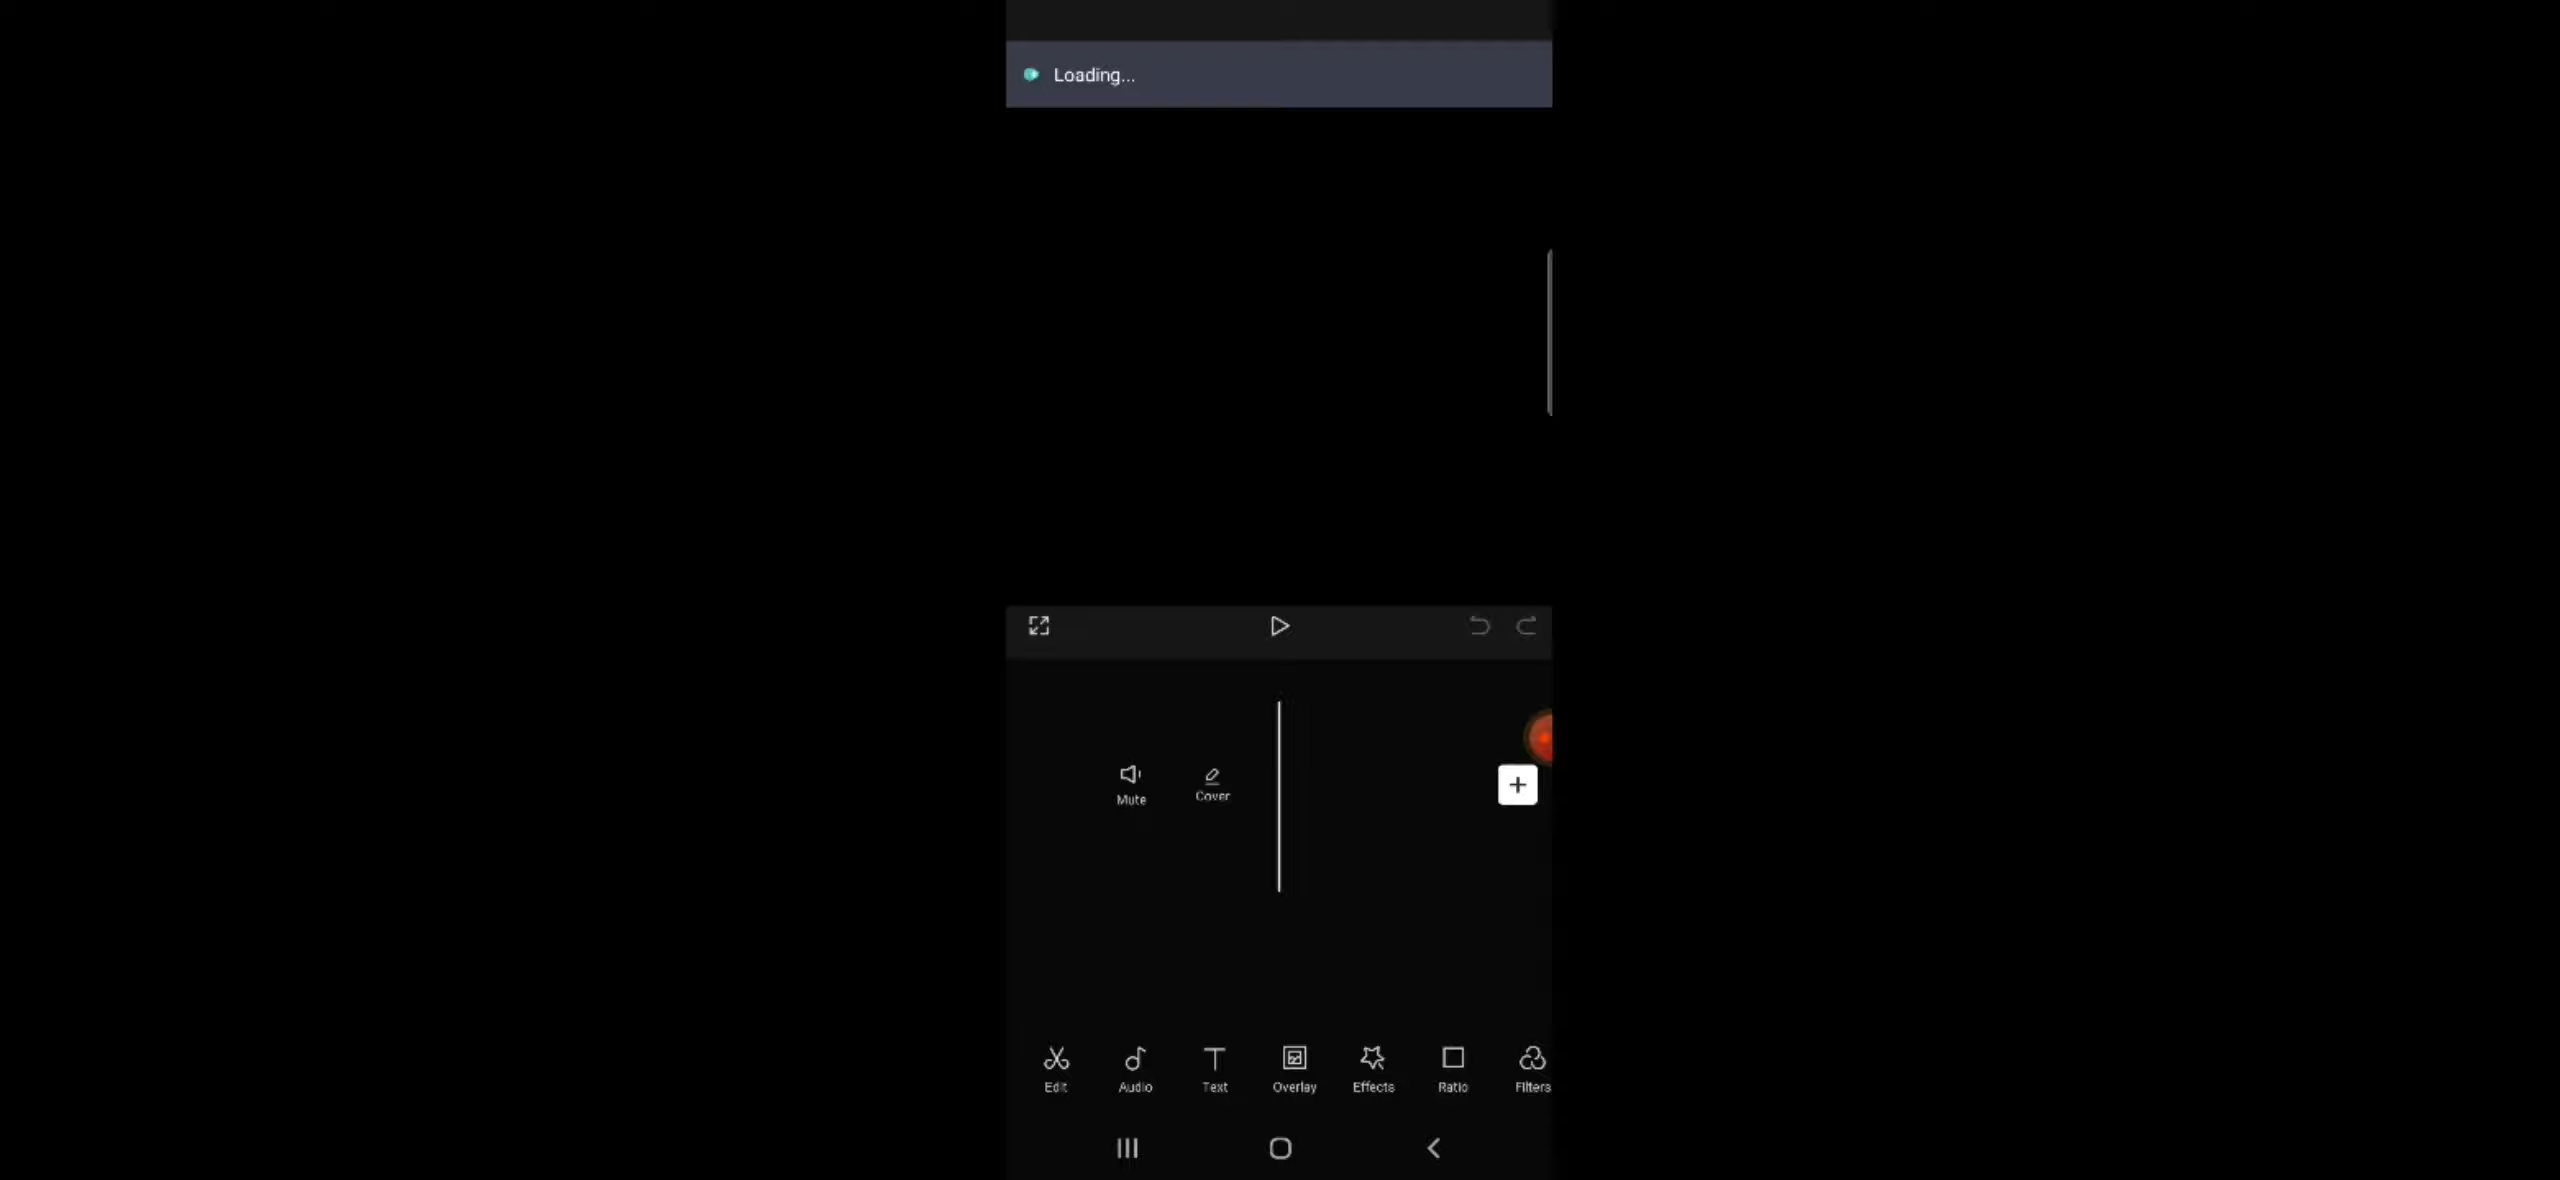 Loading...
Mute
Cover
Edit
Audio
Text
Overlay
Effects
Ratio
Filters